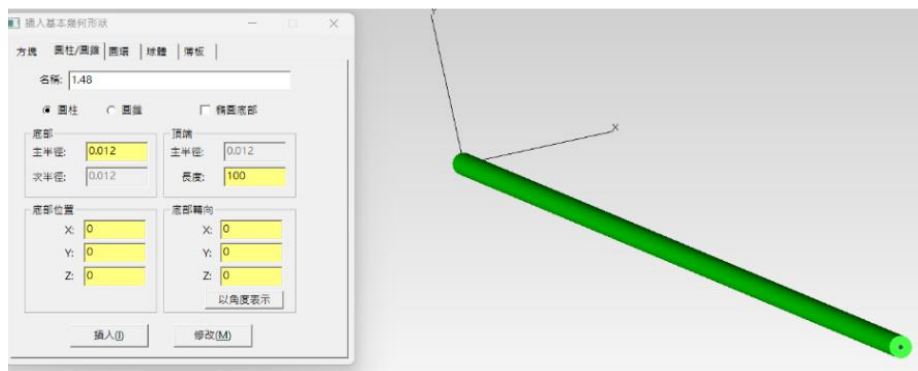 插入基本幾何形狀
方塊 圓柱/圓錐 圓環 球體 薄板
名稱: 1.48
圓柱 圓錐 橢圓底部
底部
主半徑: 0.012
次半徑: 0.012
頂端
主半徑: 0.012
長度: 100
底部位置
X: 0
Y: 0
Z: 0
底部轉向
X: 0
Y: 0
Z: 0
以角度表示
插入(I) 修改(M)
Y
X